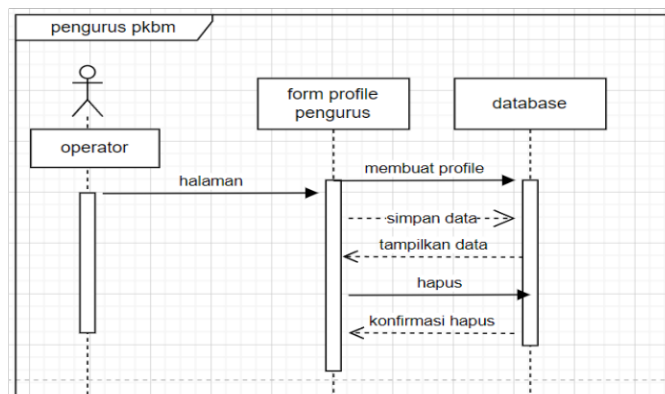 pengurus pkbm
operator
form profile
pengurus
database
halaman
membuat profile
simpan data
tampilkan data
hapus
konfirmasi hapus